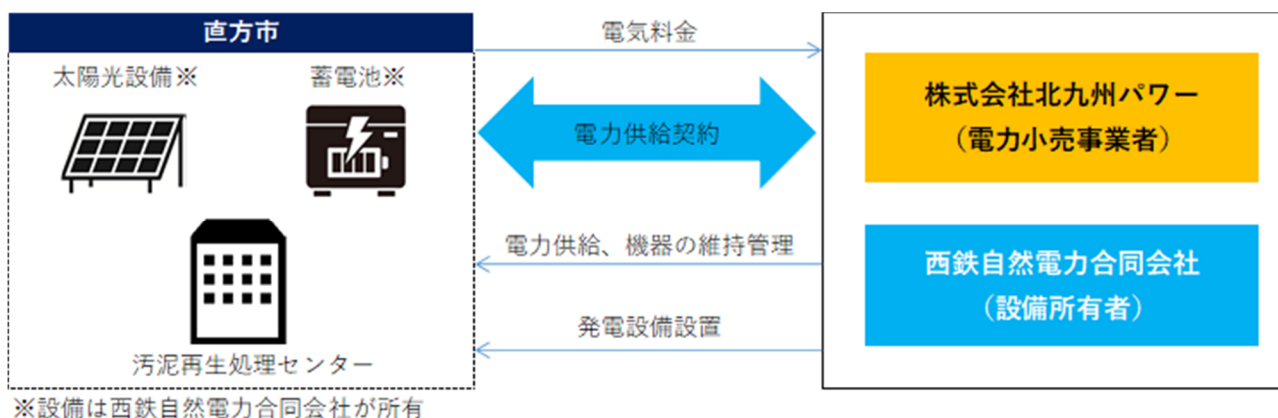 直方市
太陽光設備※
蓄電池※
汚泥再生処理センター
※設備は西鉄自然電力合同会社が所有
電気料金
電力供給契約
電力供給、機器の維持管理
発電設備設置
株式会社北九州パワー
（電力小売事業者）
西鉄自然電力合同会社
（設備所有者）